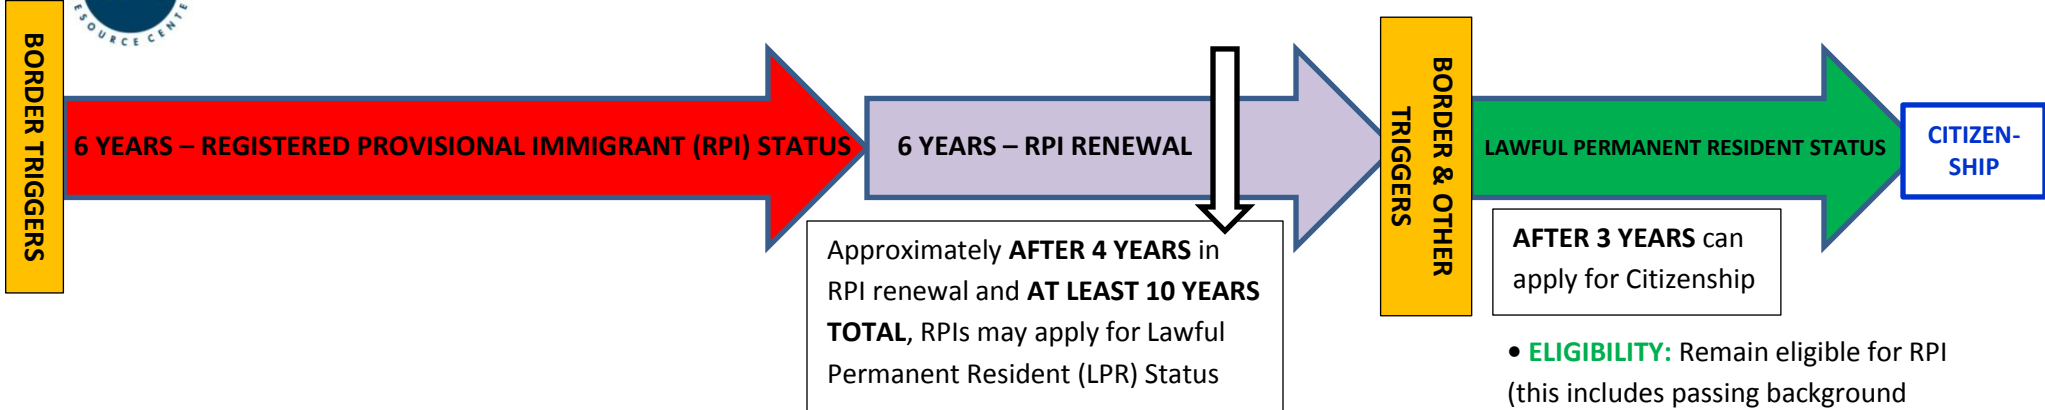 ESOURCE CENTE
BORDER TRIGGERS
6 YEARS – REGISTERED PROVISIONAL IMMIGRANT (RPI) STATUS
6 YEARS – RPI RENEWAL
BORDER & OTHER
TRIGGERS
LAWFUL PERMANENT RESIDENT STATUS
CITIZEN-
SHIP
Approximately AFTER 4 YEARS in
RPI renewal and AT LEAST 10 YEARS
TOTAL, RPIs may apply for Lawful
Permanent Resident (LPR) Status
AFTER 3 YEARS can
apply for Citizenship
• ELIGIBILITY: Remain eligible for RPI
(this includes passing background